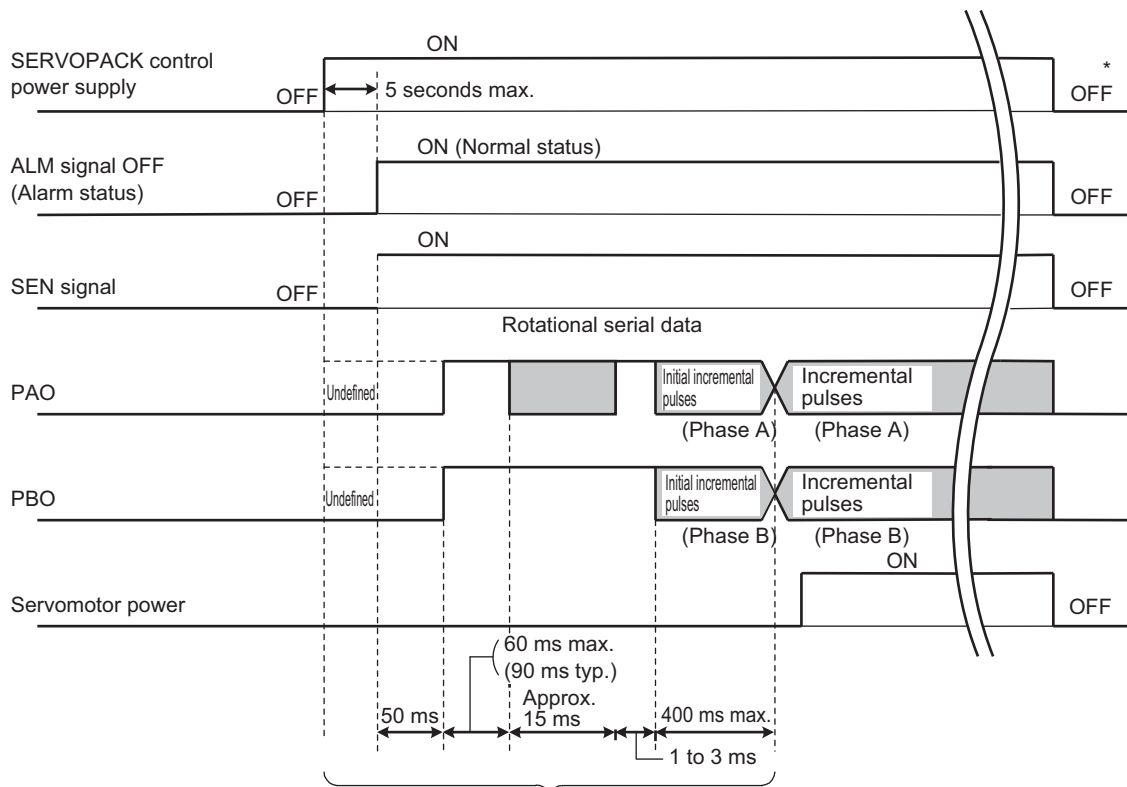 ON
SERVOPACK control
power supply
OFF
5 seconds max.
*
OFF
ON (Normal status)
ALM signal OFF
(Alarm status)
OFF
OFF
ON
SEN signal
OFF
OFF
Rotational serial data
PAO
Undefined
Initial incremental
pulses
Incremental
pulses
(Phase A)
(Phase A)
PBO
Undefined
Initial incremental
pulses
Incremental
pulses
(Phase B)
(Phase B)
ON
Servomotor power
OFF
60 ms max.
(90 ms typ.)
Approx.
50 ms
15 ms
400 ms max.
1 to 3 ms